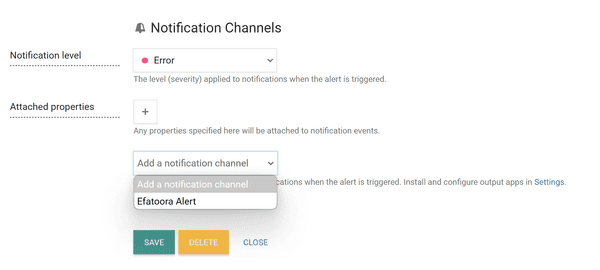 Notification Channels
Notification level
Error
The level (severity) applied to notifications when the alert is triggered.
Attached properties
+
Any properties specified here will be attached to notification events.
Add a notification channel
Add a notification channel
cations when the alert is triggered. Install and configure output apps in Settings.
Efatoora Alert
SAVE DELETE CLOSE